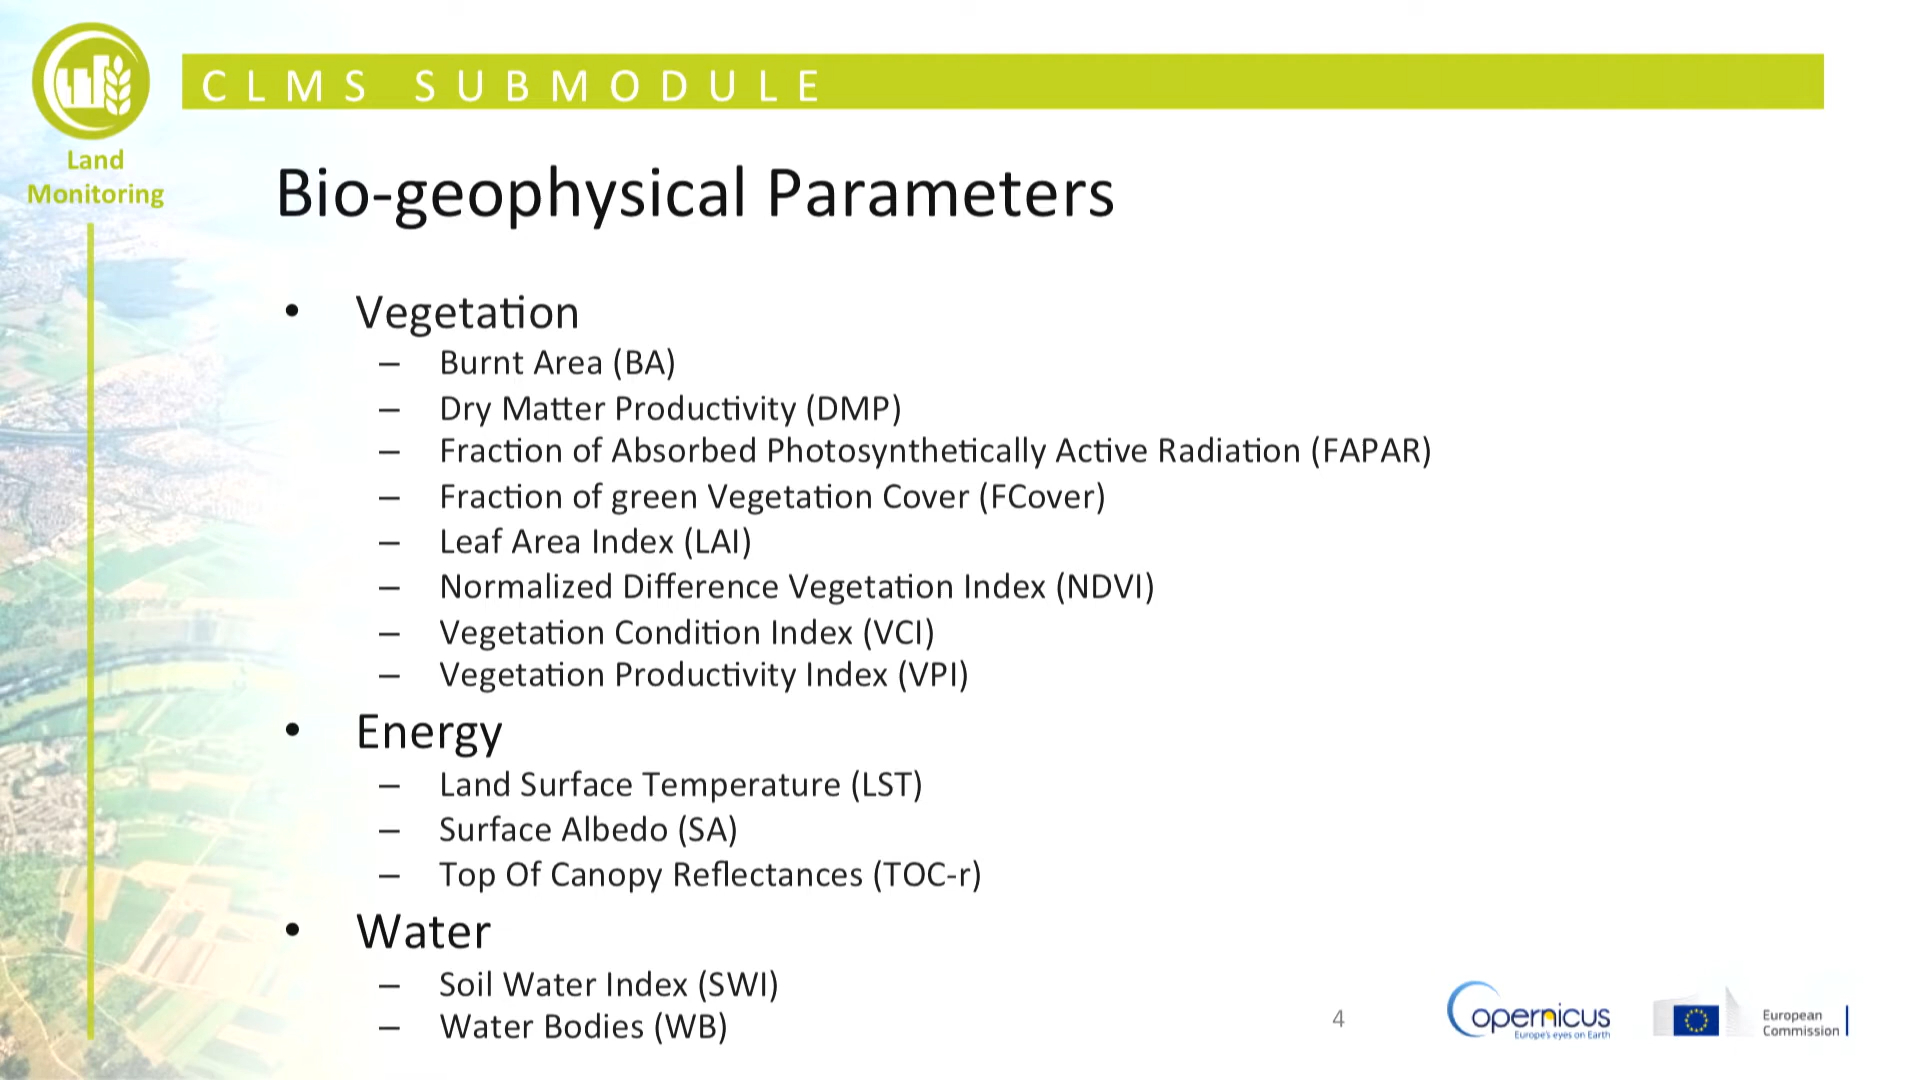 CLMS SUBMODULE
Land
Monitoring
Bio-geophysical Parameters
• Vegetation
– Burnt Area (BA)
– Dry Matter Productivity (DMP)
– Fraction of Absorbed Photosynthetically Active Radiation (FAPAR)
– Fraction of green Vegetation Cover (FCover)
– Leaf Area Index (LAI)
– Normalized Difference Vegetation Index (NDVI)
– Vegetation Condition Index (VCI)
– Vegetation Productivity Index (VPI)
• Energy
– Land Surface Temperature (LST)
– Surface Albedo (SA)
– Top Of Canopy Reflectances (TOC-r)
• Water
– Soil Water Index (SWI)
– Water Bodies (WB)
4
Copernicus
Europe's eyes on Earth
European
Commission